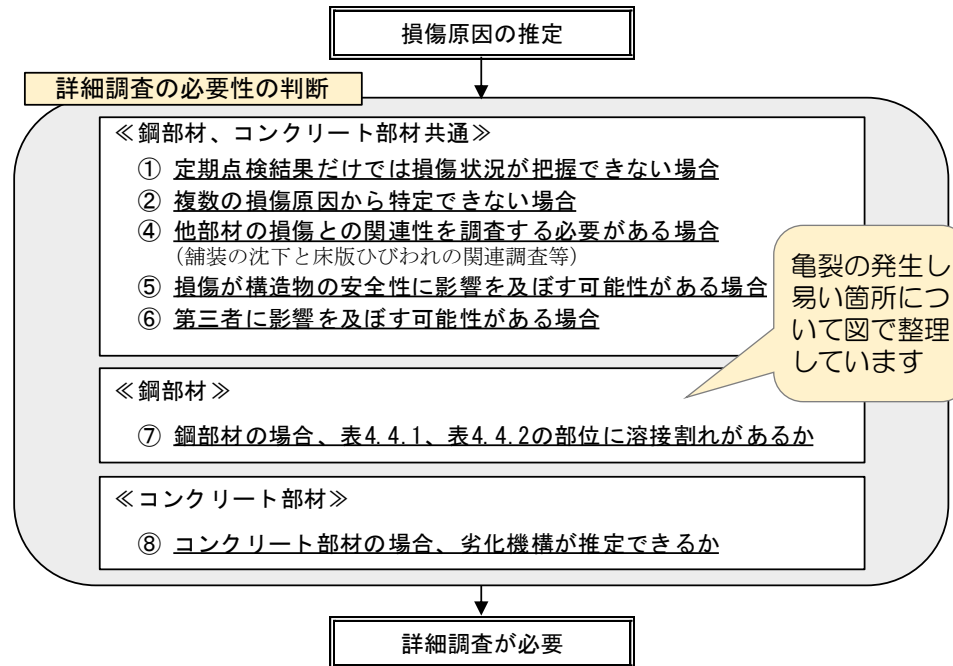 損傷原因の推定
詳細調査の必要性の判断
≪鋼部材、コンクリート部材共通≫
① 定期点検結果だけでは損傷状況が把握できない場合
② 複数の損傷原因から特定できない場合
④ 他部材の損傷との関連性を調査する必要がある場合
（舗装の沈下と床版ひびわれの関連調査等）
⑤ 損傷が構造物の安全性に影響を及ぼす可能性がある場合
⑥ 第三者に影響を及ぼす可能性がある場合
亀裂の発生し
易い箇所につ
いて図で整理
しています
≪鋼部材≫
⑦ 鋼部材の場合、表4.4.1、表4.4.2の部位に溶接割れがあるか
≪コンクリート部材≫
⑧ コンクリート部材の場合、劣化機構が推定できるか
詳細調査が必要